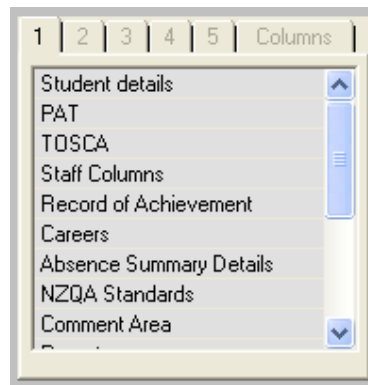 1 2 3 4 5 Columns
Student details
PAT
TOSCA
Staff Columns
Record of Achievement
Careers
Absence Summary Details
NZQA Standards
Comment Area